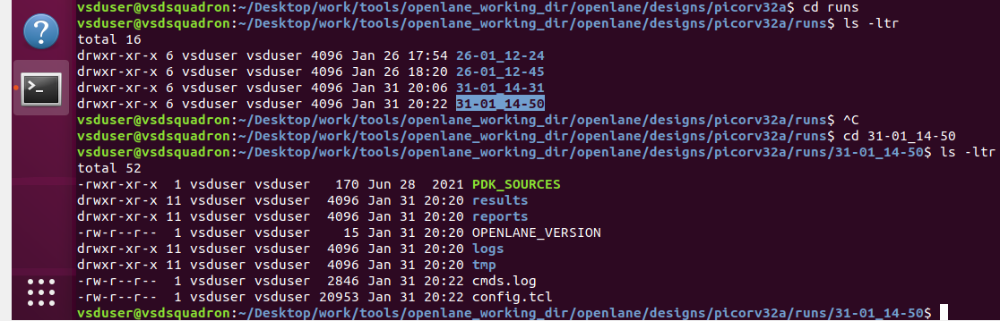 vsduser@vsdsquadron:~/Desktop/work/tools/openlane_working_dir/openlane/designs/picorv32a$ cd runs
vsduser@vsdsquadron:~/Desktop/work/tools/openlane_working_dir/openlane/designs/picorv32a/runs$ ls -ltr
total 16
drwxr-xr-x 6 vsduser vsduser 4096 Jan 26 17:54 26-01_12-24
drwxr-xr-x 6 vsduser vsduser 4096 Jan 26 18:20 26-01_12-45
drwxr-xr-x 6 vsduser vsduser 4096 Jan 31 20:06 31-01_14-31
drwxr-xr-x 6 vsduser vsduser 4096 Jan 31 20:22 31-01_14-50
vsduser@vsdsquadron:~/Desktop/work/tools/openlane_working_dir/openlane/designs/picorv32a/runs$ ^C
vsduser@vsdsquadron:~/Desktop/work/tools/openlane_working_dir/openlane/designs/picorv32a/runs$ cd 31-01_14-50
vsduser@vsdsquadron:~/Desktop/work/tools/openlane_working_dir/openlane/designs/picorv32a/runs/31-01_14-50$ ls -ltr
total 52
-rwxr-xr-x  1 vsduser vsduser   170 Jun 28  2021 PDK_SOURCES
drwxr-xr-x 11 vsduser vsduser  4096 Jan 31 20:20 results
drwxr-xr-x 11 vsduser vsduser  4096 Jan 31 20:20 reports
-rw-r--r--  1 vsduser vsduser    15 Jan 31 20:20 OPENLANE_VERSION
drwxr-xr-x 11 vsduser vsduser  4096 Jan 31 20:20 logs
drwxr-xr-x 11 vsduser vsduser  4096 Jan 31 20:20 tmp
-rw-r--r--  1 vsduser vsduser  2846 Jan 31 20:22 cmds.log
-rw-r--r--  1 vsduser vsduser 20953 Jan 31 20:22 config.tcl
vsduser@vsdsquadron:~/Desktop/work/tools/openlane_working_dir/openlane/designs/picorv32a/runs/31-01_14-50$